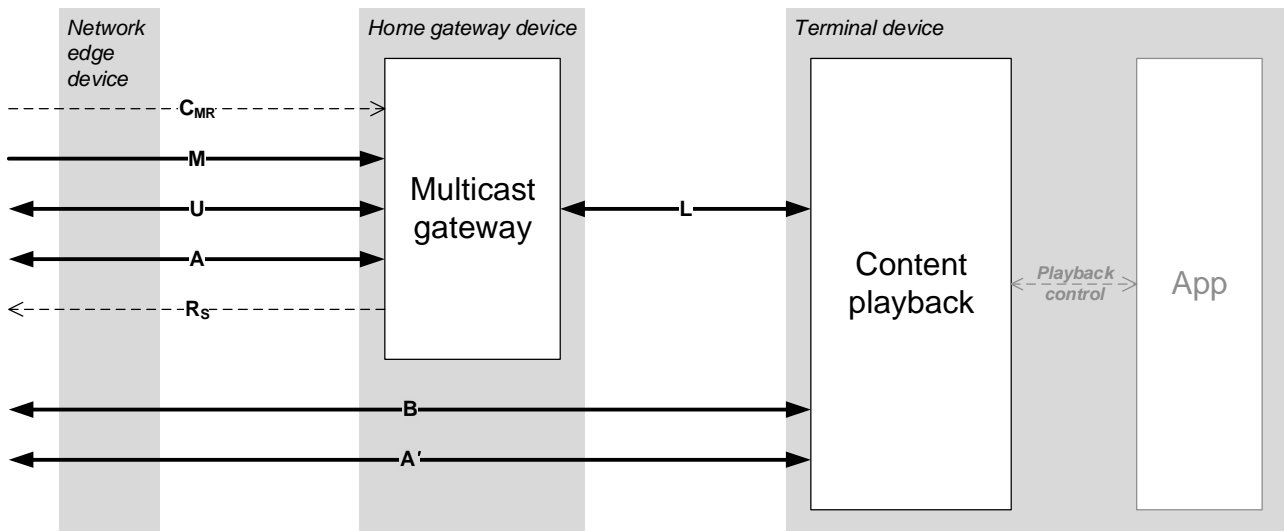 Network
edge
device
Home gateway device
Terminal device
CMR
M
U
A
RS
Multicast
gateway
L
Content
playback
Playback
control
App
B
A′